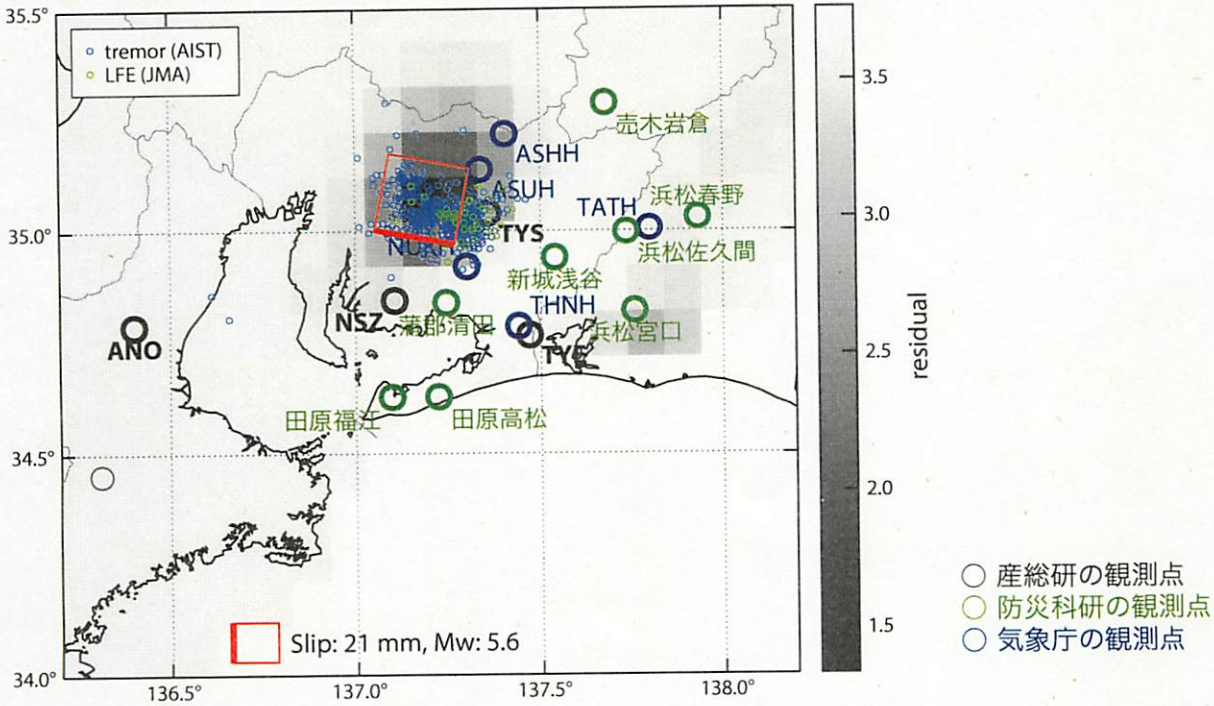 35.5°
tremor (AIST)
LFE (JMA)
3.5
売木岩倉
ASHH
ASUH
浜松春野
TATH
3.0
35.0°
TYS
浜松佐久間
新城浅谷
THNH
NSZ
蒲郡清田
浜松宮口
ANO
2.5
residual
田原福江
田原高松
34.5°
2.0
産総研の観測点
防災科研の観測点
Slip: 21 mm, Mw: 5.6
1.5
気象庁の観測点
34.0°
136.5°
137.0°
137.5°
138.0°